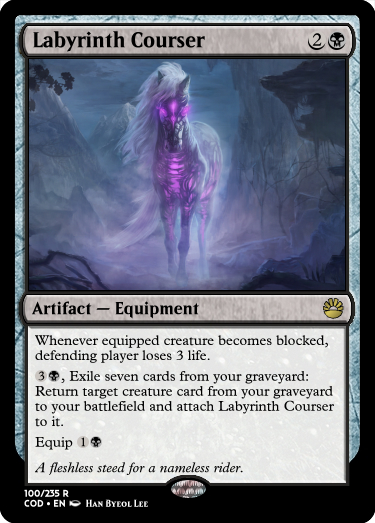 Labyrinth Courser 2
Artifact — Equipment
Whenever equipped creature becomes blocked,
defending player loses 3 life.
3, Exile seven cards from your graveyard:
Return target creature card from your graveyard
to your battlefield and attach Labyrinth Courser
to it.
Equip 1
A fleshless steed for a nameless rider.
100/235 R
COD • EN Han Byeol Lee